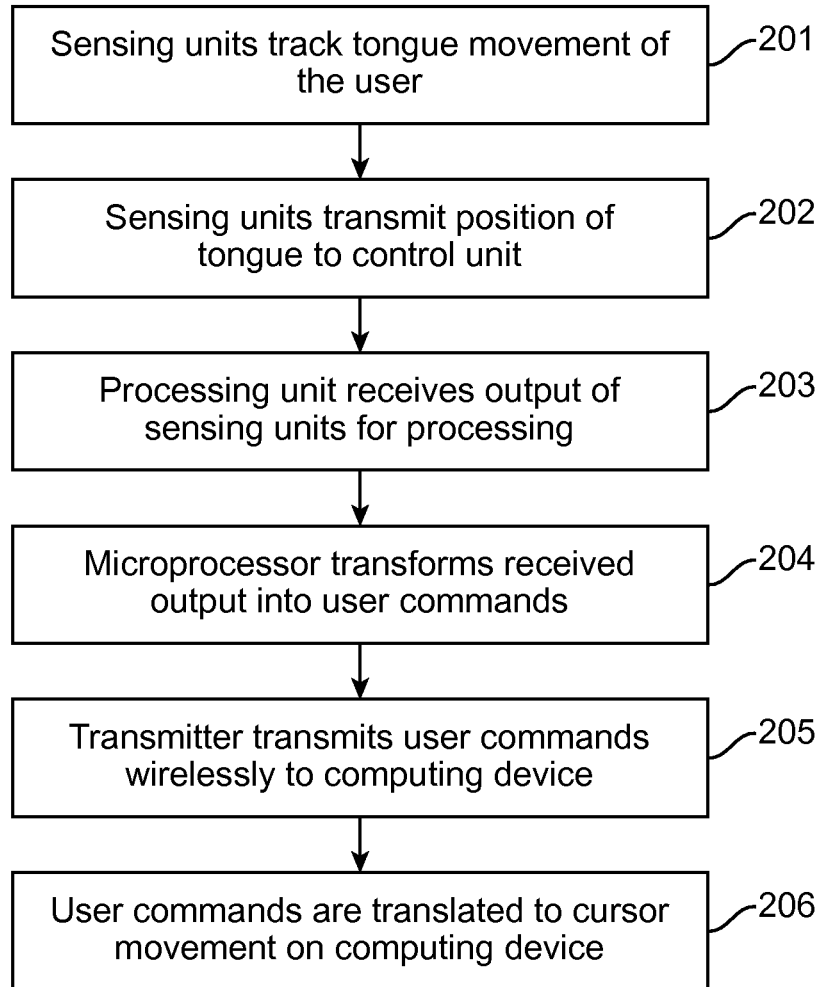 Sensing units track tongue movement of
the user
201
Sensing units transmit position of
tongue to control unit
202
Processing unit receives output of
sensing units for processing
203
Microprocessor transforms received
output into user commands
204
Transmitter transmits user commands
wirelessly to computing device
205
User commands are translated to cursor
movement on computing device
206